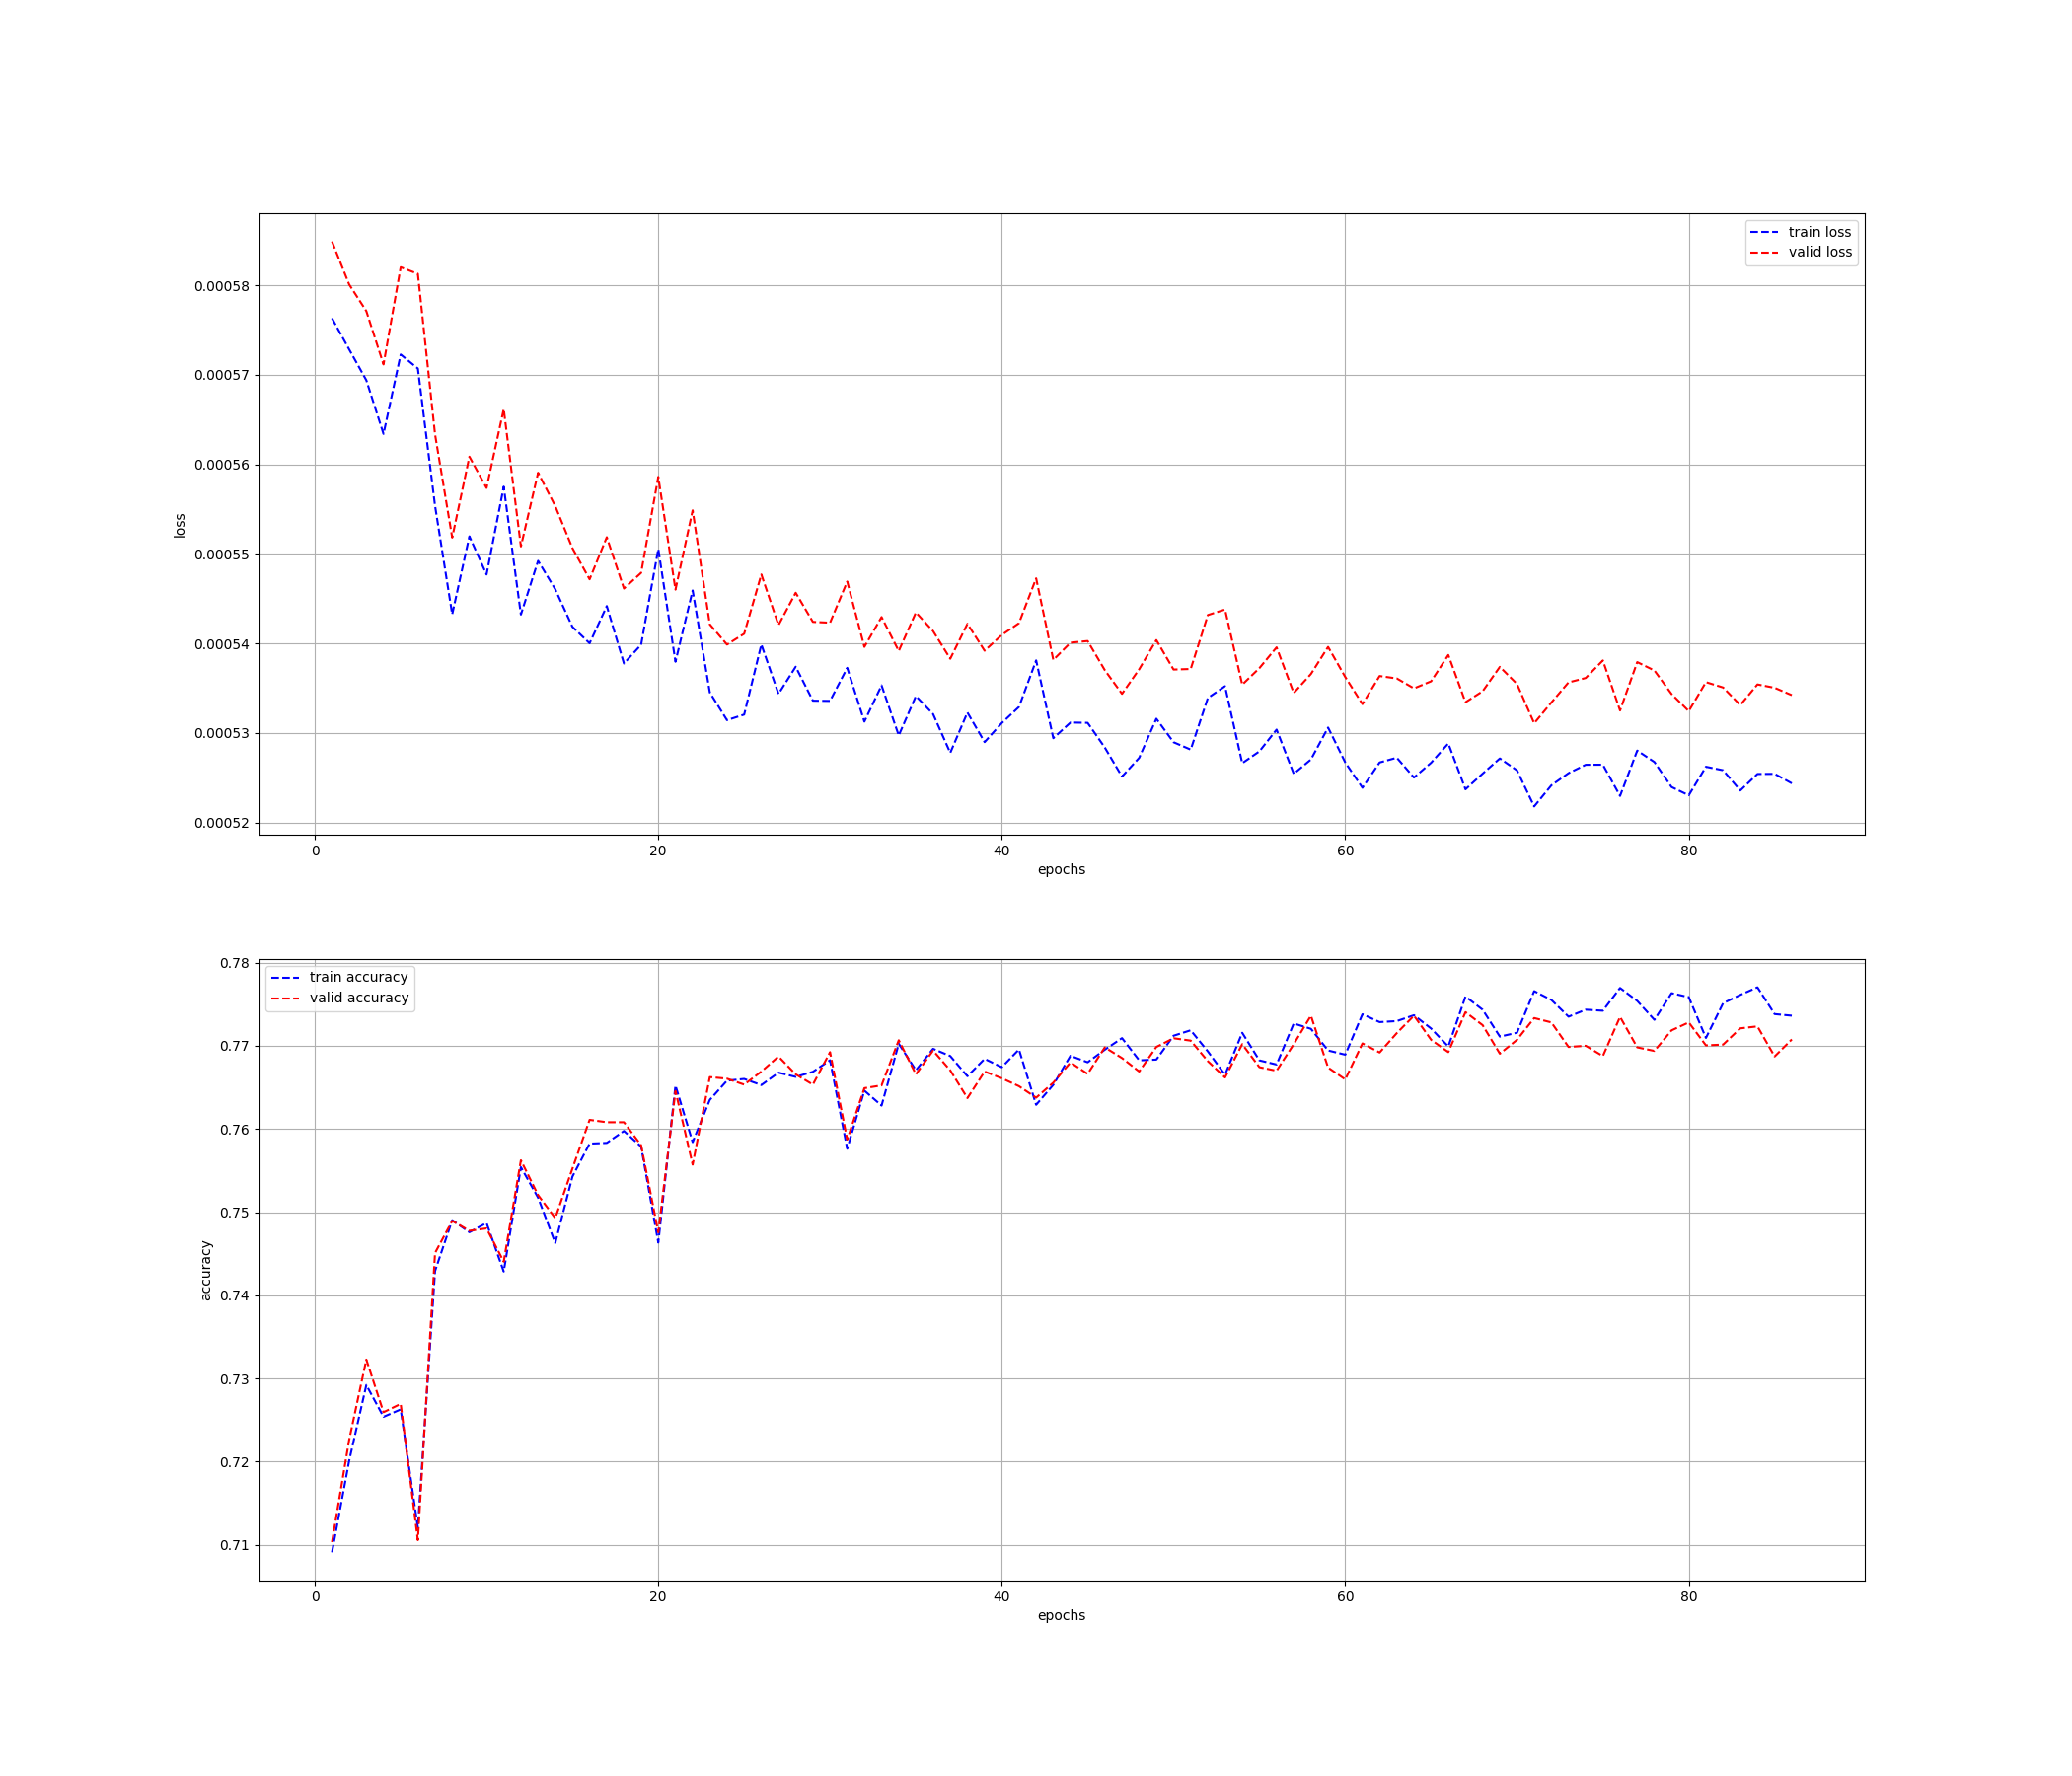 train loss
valid loss
0.00058
0.00057
0.00056
0.00055
0.00054
0.00053
0.00052
loss
0 20 40 60 80
epochs
train accuracy
valid accuracy
0.78
0.77
0.76
0.75
0.74
0.73
0.72
0.71
accuracy
0 20 40 60 80
epochs